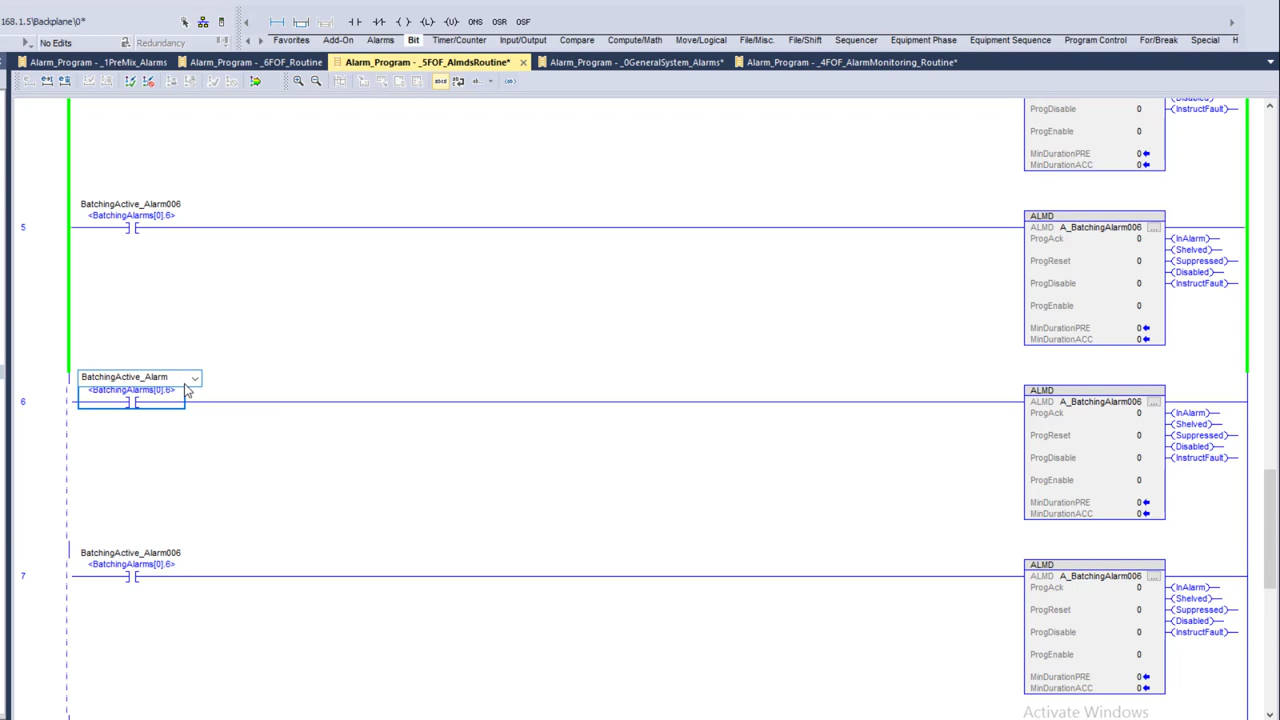 168.1.5\Backplane\0*
ONS OSR OSF
No Edits Redundancy
Favorites Add-On Alarms Bit Timer/Counter Input/Output Compare Compute/Math Move/Logical File/Misc. File/Shift Sequencer Equipment Phase Equipment Sequence Program Control For/Break Special H
Alarm_Program - _1PreMix_Alarms Alarm_Program - _6FOF_Routine Alarm_Program - _5FOF_AlmdsRoutine* Alarm_Program - _0GeneralSystem_Alarms* Alarm_Program - _4FOF_AlarmMonitoring_Routine*
(Disabled)
ProgDisable 0 (InstructFault)
ProgEnable 0
MinDurationPRE 0
MinDurationACC 0
BatchingActive_Alarm006
<BatchingAlarms[0].6>
5
ALMD
ALMD A_BatchingAlarm006 ...
ProgAck 0 (InAlarm)
(Shelved)
ProgReset 0 (Suppressed)
(Disabled)
ProgDisable 0 (InstructFault)
ProgEnable 0
MinDurationPRE 0
MinDurationACC 0
BatchingActive_Alarm
<BatchingAlarms[0].6>
6
ALMD
ALMD A_BatchingAlarm006 ...
ProgAck 0 (InAlarm)
(Shelved)
ProgReset 0 (Suppressed)
(Disabled)
ProgDisable 0 (InstructFault)
ProgEnable 0
MinDurationPRE 0
MinDurationACC 0
BatchingActive_Alarm006
<BatchingAlarms[0].6>
7
ALMD
ALMD A_BatchingAlarm006 ...
ProgAck 0 (InAlarm)
(Shelved)
ProgReset 0 (Suppressed)
(Disabled)
ProgDisable 0 (InstructFault)
ProgEnable 0
MinDurationPRE 0
MinDurationACC 0
Activate Windows